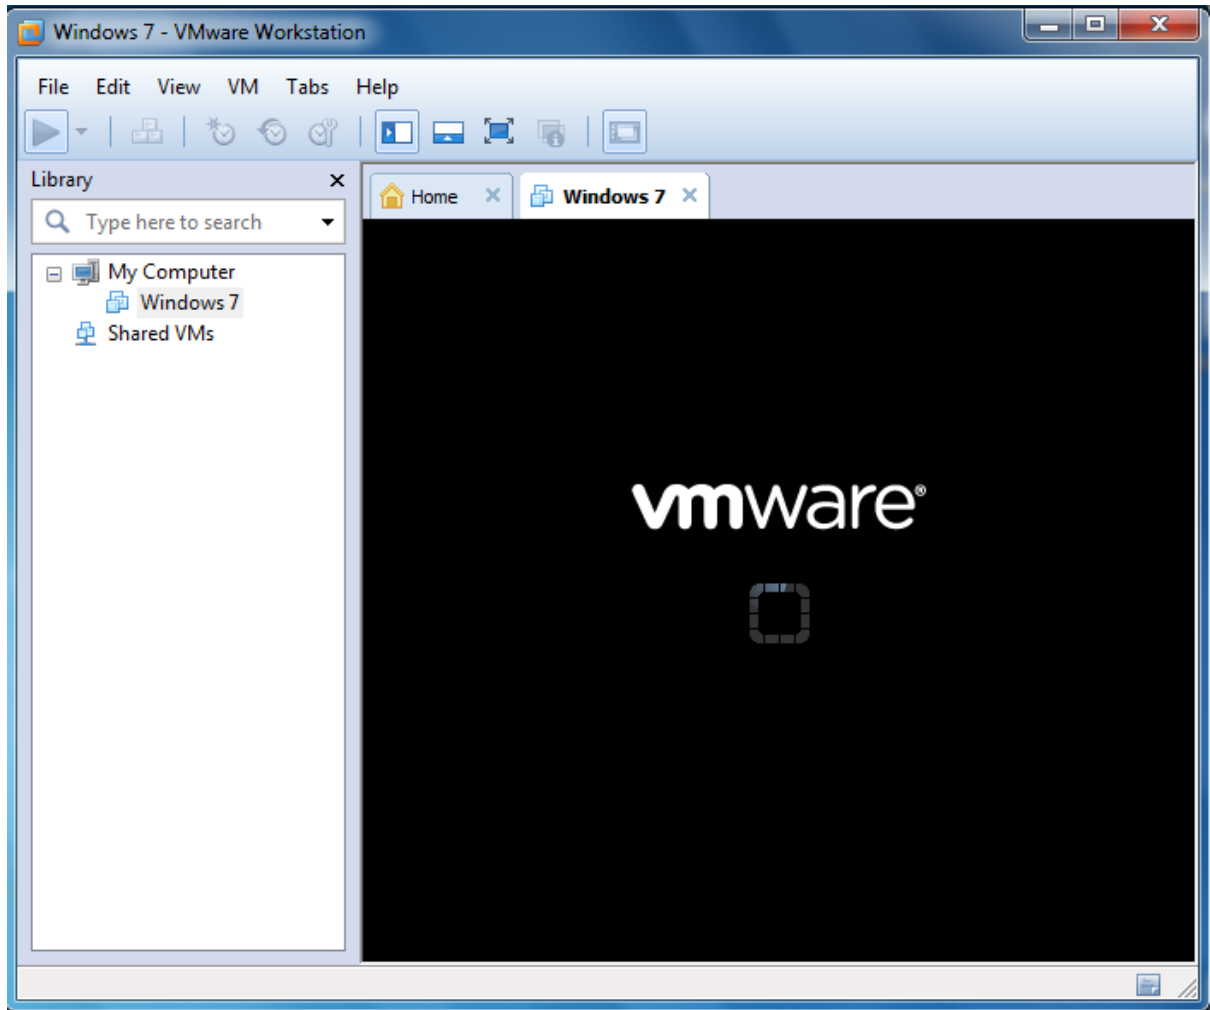 Windows 7 - VMware Workstation
File Edit View VM Tabs Help
Library
Type here to search
My Computer
Windows 7
Shared VMs
Home
Windows 7
vmware®